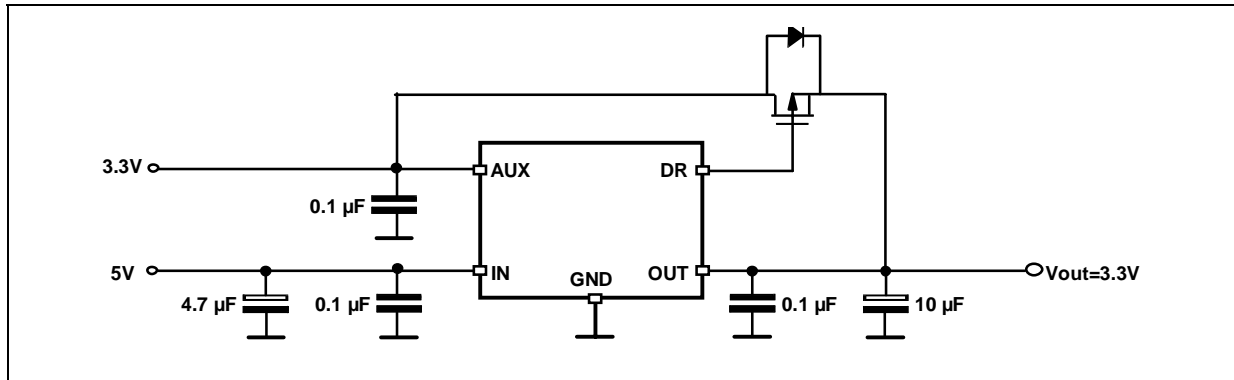 3.3V
AUX
DR
0.1 µF
5V
IN
GND
OUT
Vout=3.3V
4.7 µF
0.1 µF
0.1 µF
10 µF